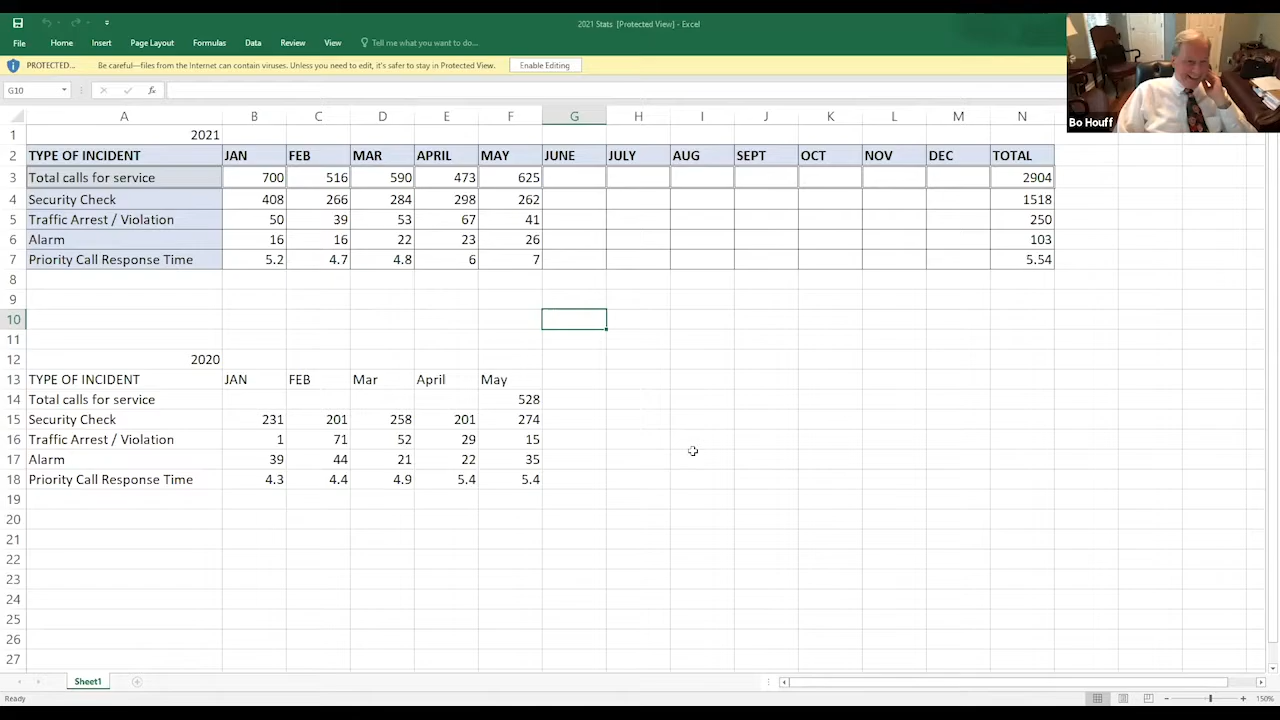 2021 Stats [Protected View] - Excel
File Home Insert Page Layout Formulas Data Review View Tell me what you want to do...
PROTECTED... Be careful—files from the Internet can contain viruses. Unless you need to edit, it's safer to stay in Protected View. Enable Editing
G10 fx
Bo Houff
A B C D E F G H I J K L M N
1 2021
2 TYPE OF INCIDENT JAN FEB MAR APRIL MAY JUNE JULY AUG SEPT OCT NOV DEC TOTAL
3 Total calls for service 700 516 590 473 625 2904
4 Security Check 408 266 284 298 262 1518
5 Traffic Arrest / Violation 50 39 53 67 41 250
6 Alarm 16 16 22 23 26 103
7 Priority Call Response Time 5.2 4.7 4.8 6 7 5.54
8
9
10
11
12 2020
13 TYPE OF INCIDENT JAN FEB Mar April May
14 Total calls for service 528
15 Security Check 231 201 258 201 274
16 Traffic Arrest / Violation 1 71 52 29 15
17 Alarm 39 44 21 22 35
18 Priority Call Response Time 4.3 4.4 4.9 5.4 5.4
19
20
21
22
23
24
25
26
27
Sheet1
Ready 150%